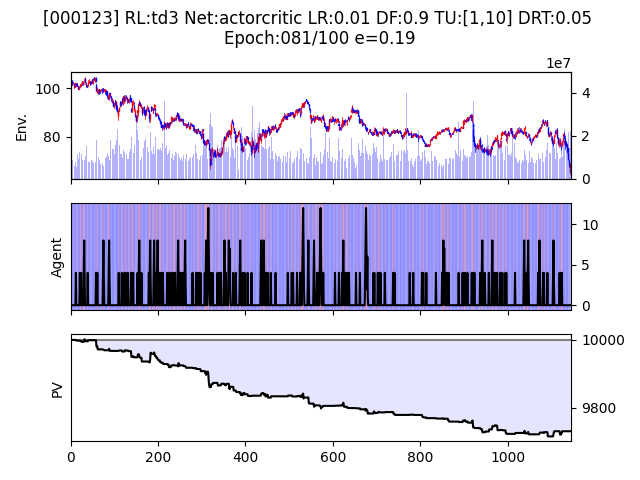 [000123] RL:td3 Net:actorcritic LR:0.01 DF:0.9 TU:[1,10] DRT:0.05
Epoch:081/100 e=0.19
1e7
100
80
Env.
4
2
0
Agent
10
5
0
PV
10000
9800
0 200 400 600 800 1000